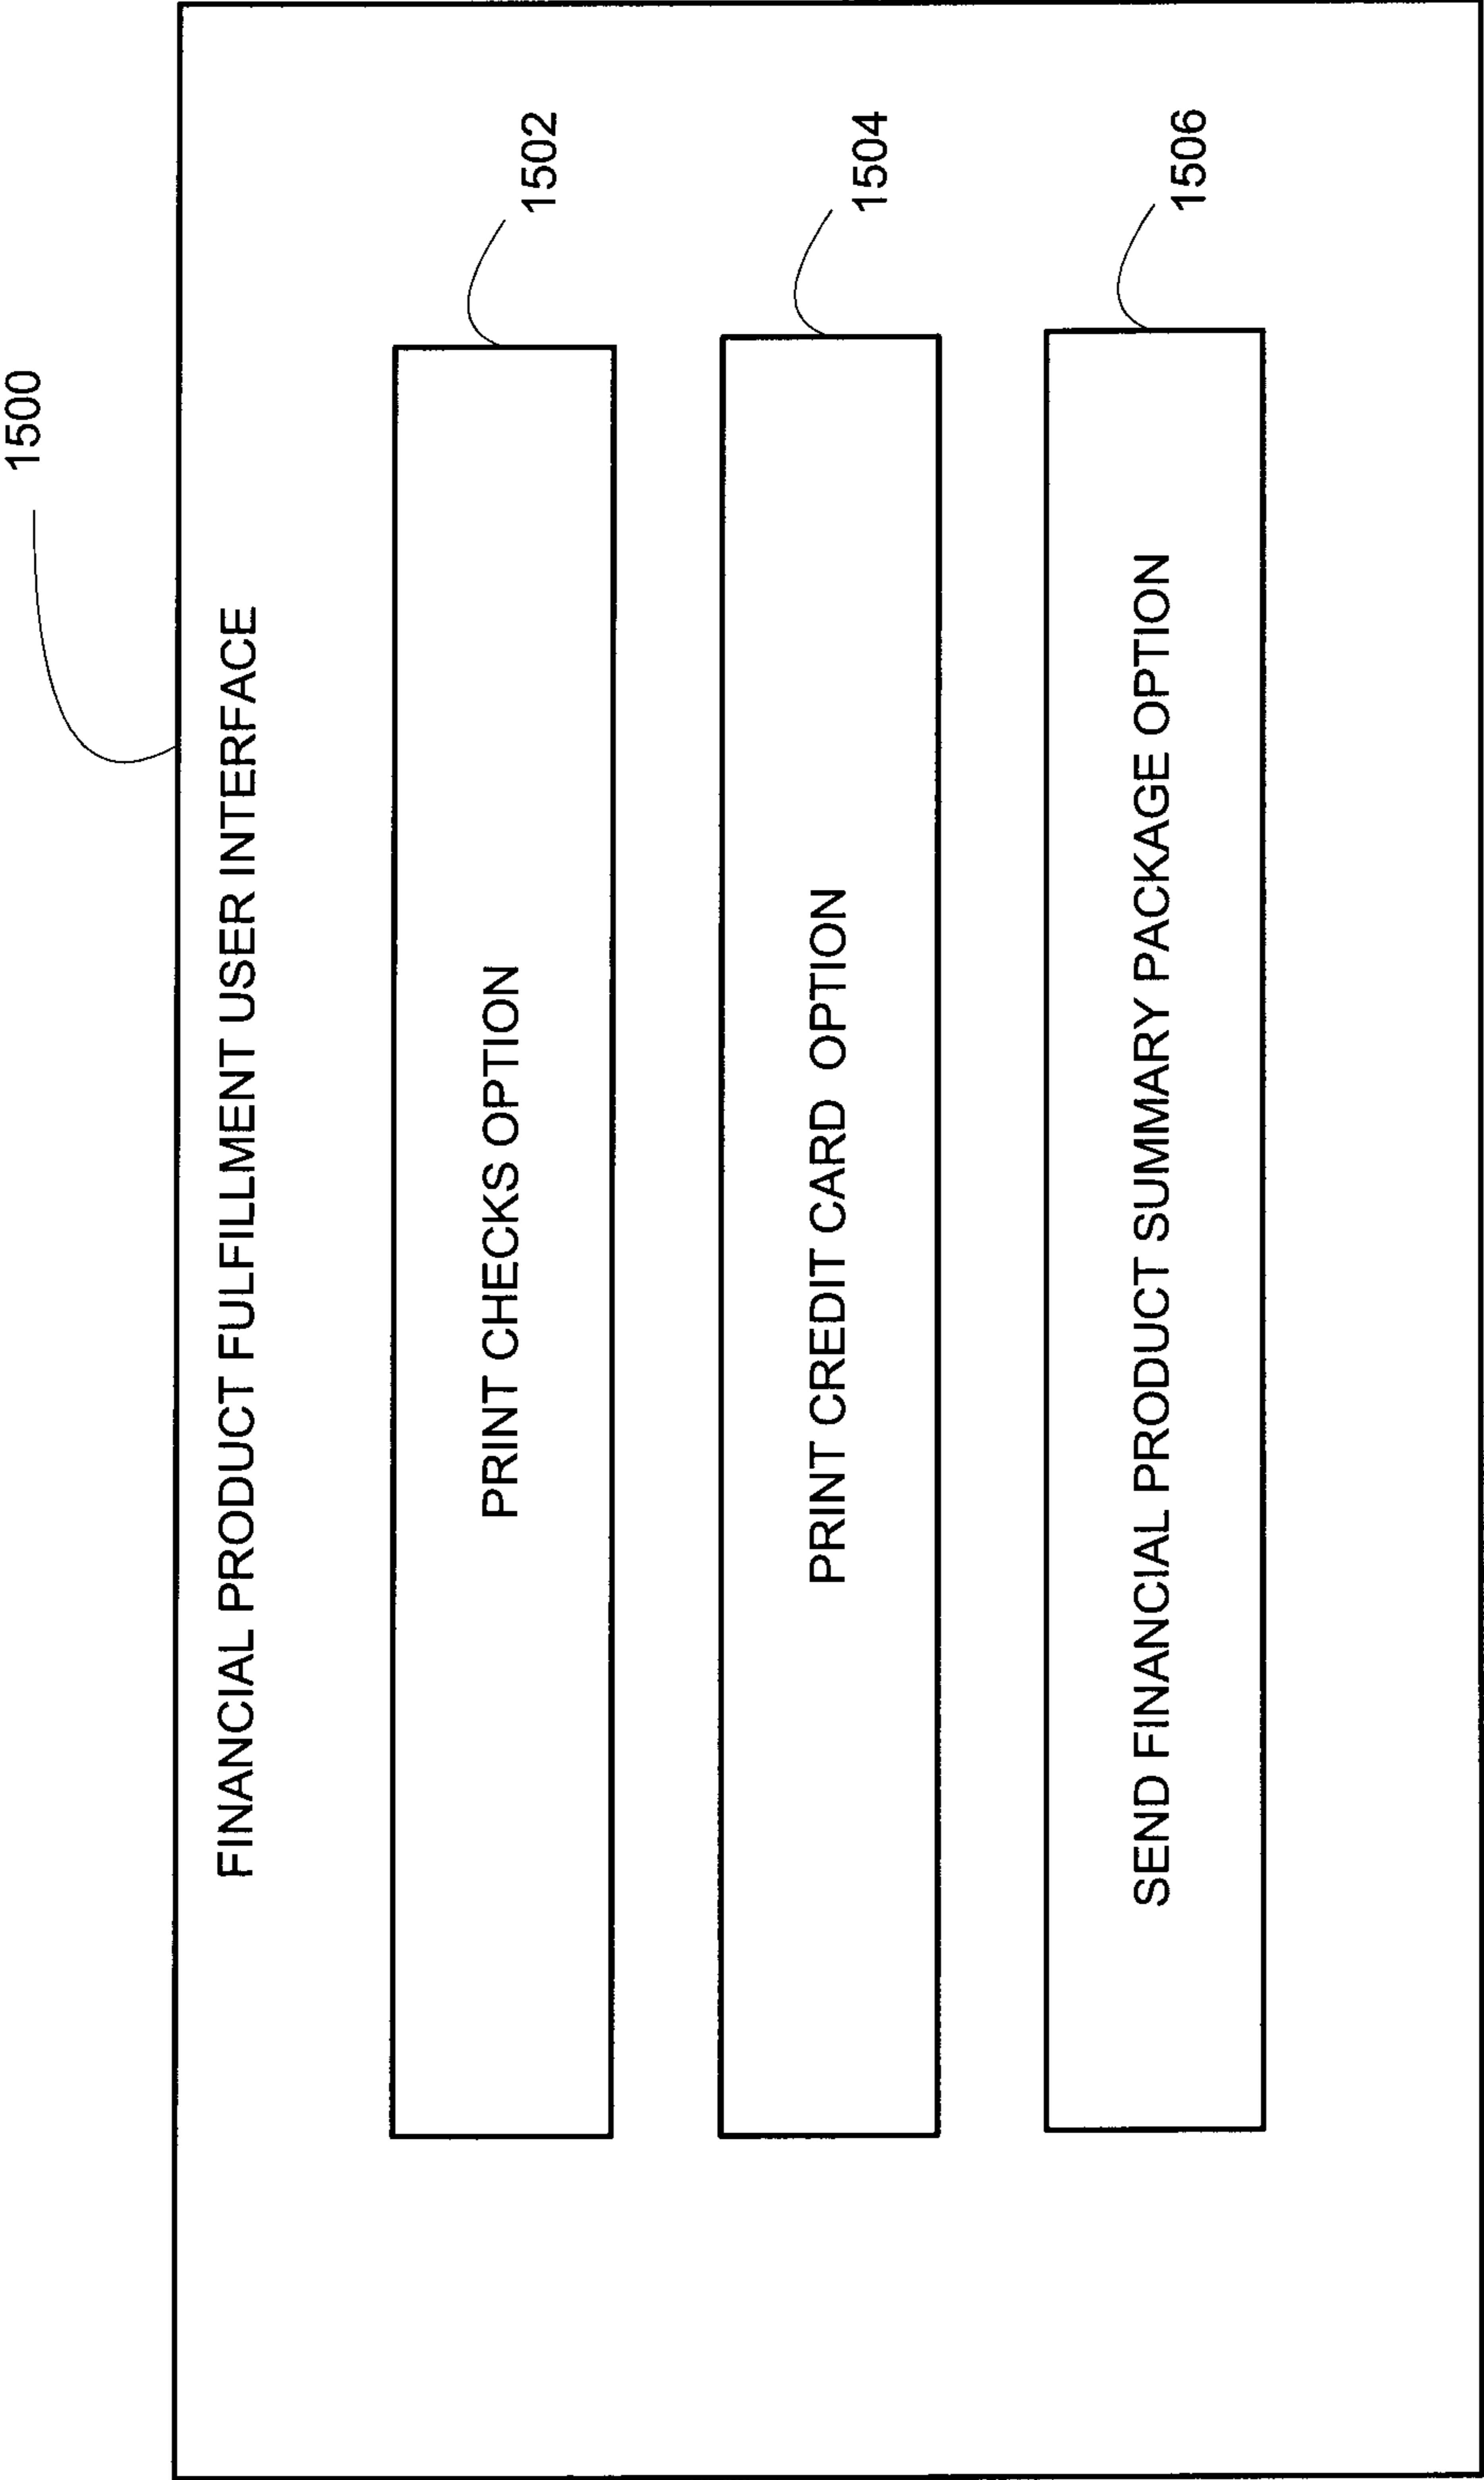 1500
FINANCIAL PRODUCT FULFILLMENT USER INTERFACE
PRINT CHECKS OPTION
1502
PRINT CREDIT CARD OPTION
1504
SEND FINANCIAL PRODUCT SUMMARY PACKAGE OPTION
1506